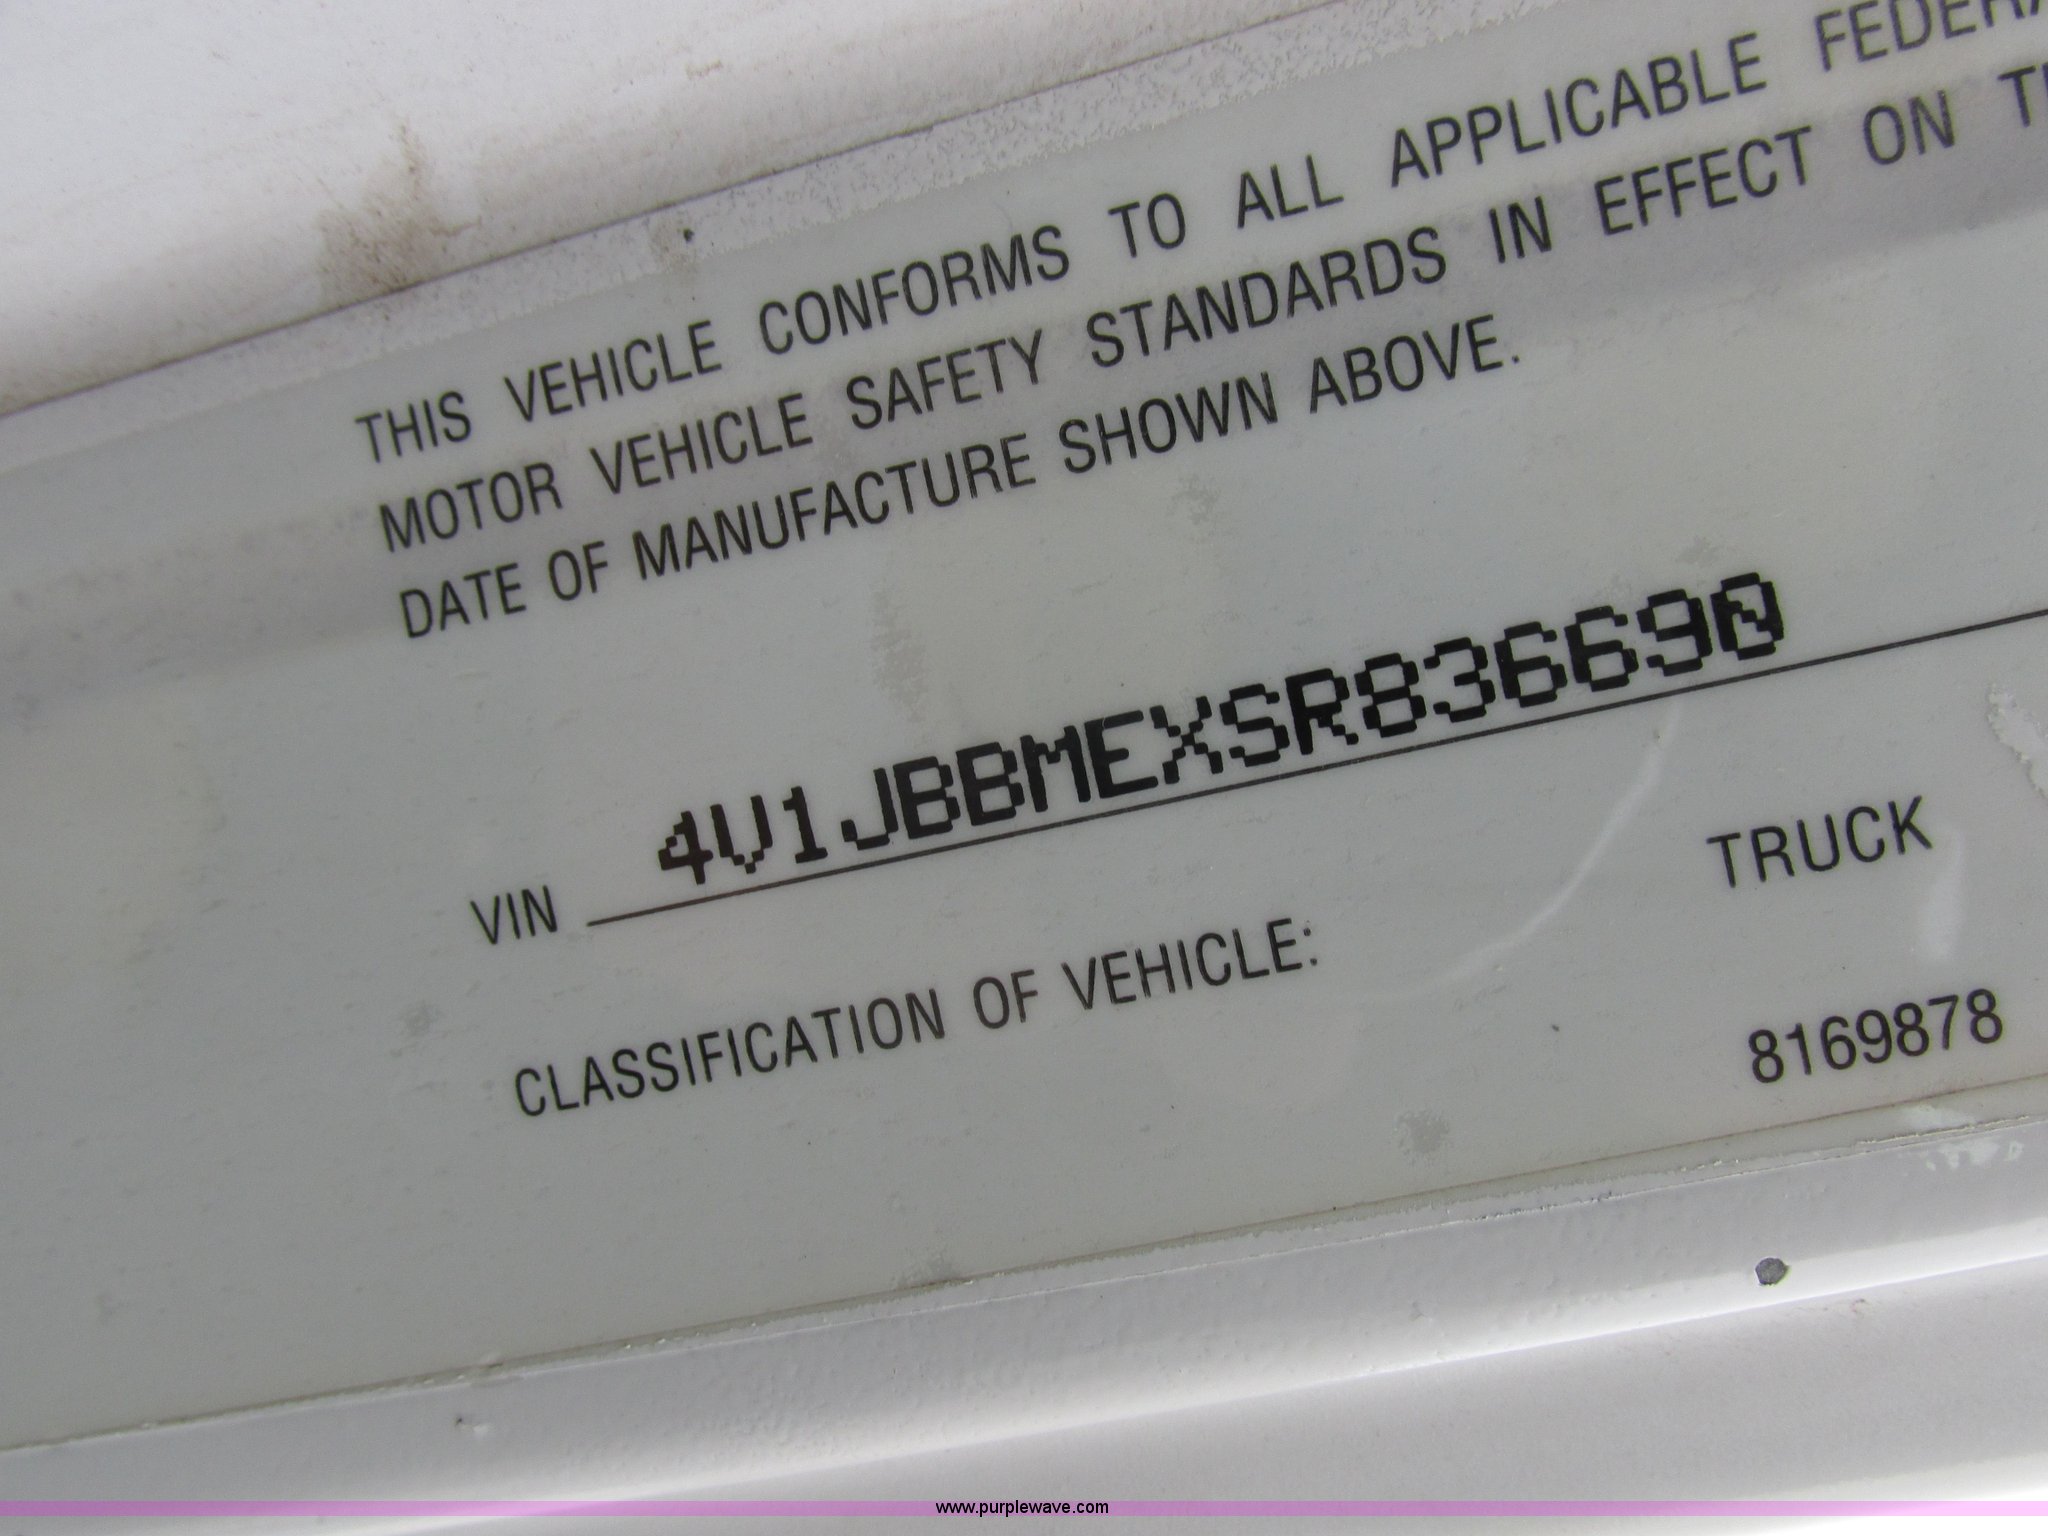 THIS VEHICLE CONFORMS TO ALL APPLICABLE FEDERA
MOTOR VEHICLE SAFETY STANDARDS IN EFFECT ON
DATE OF MANUFACTURE SHOWN ABOVE.
VIN 4V1JBBMEXSR836690
CLASSIFICATION OF VEHICLE: TRUCK
8169878
www.purplewave.com